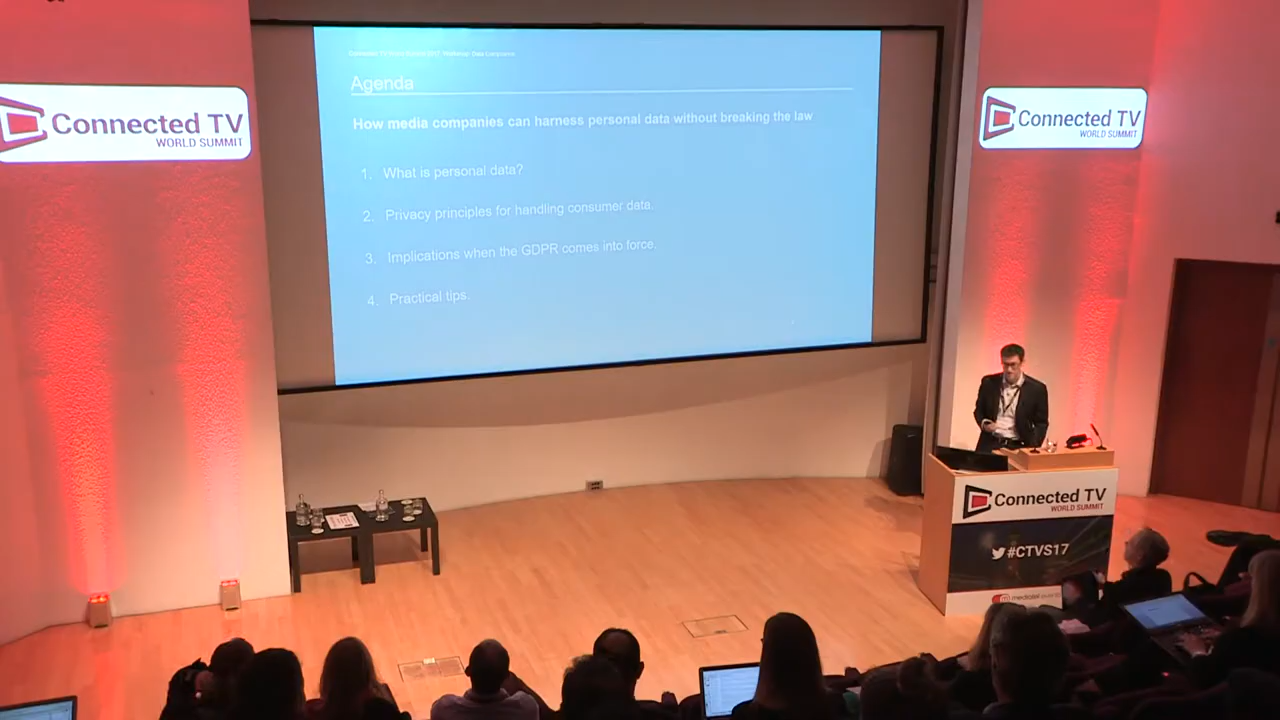 Agenda
How media companies can harness personal data without breaking the law
1. What is personal data?
2. Privacy principles for handling consumer data.
3. Implications when the GDPR comes into force.
4. Practical tips.
Connected TV
WORLD SUMMIT
Connected TV
WORLD SUMMIT
Connected TV
WORLD SUMMIT
#CTVS17
mediatel events